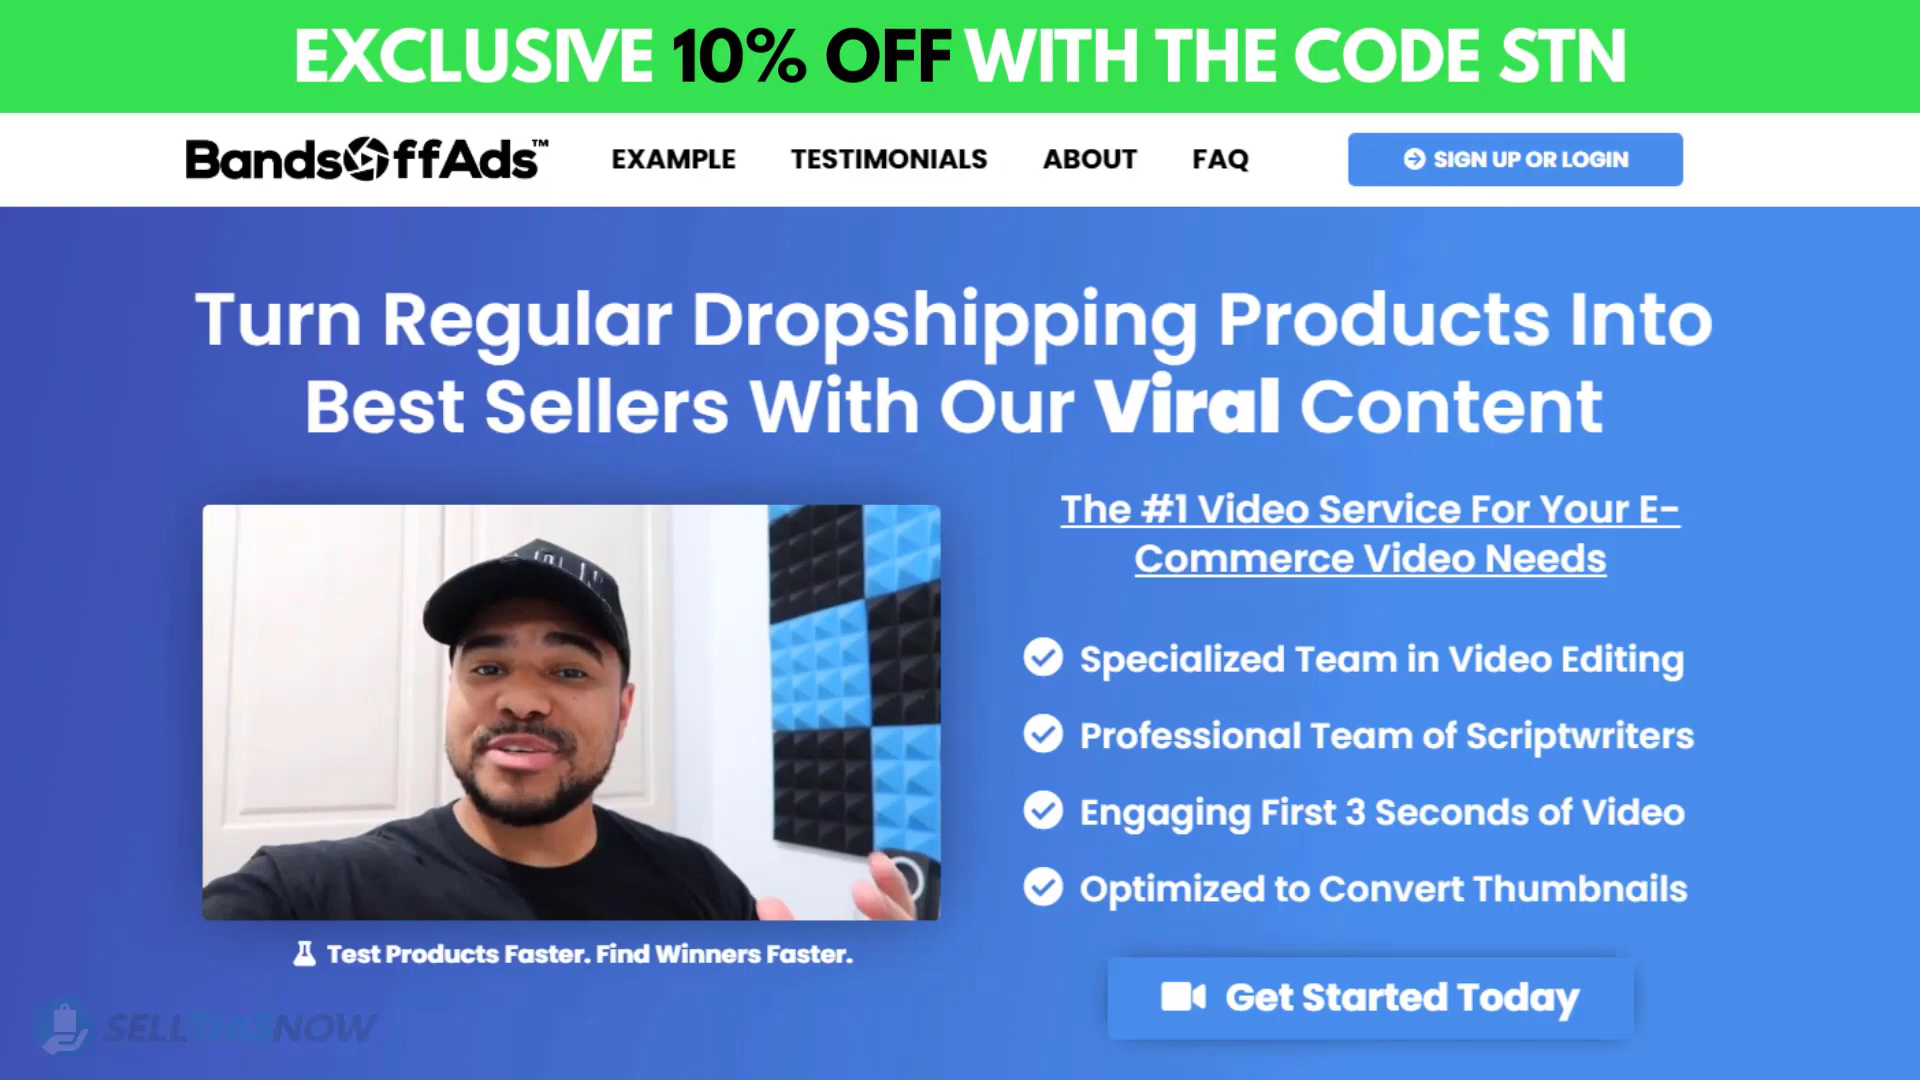 EXCLUSIVE 10% OFF WITH THE CODE STN
BandsOffAds™ EXAMPLE TESTIMONIALS ABOUT FAQ SIGN UP OR LOGIN
Turn Regular Dropshipping Products Into
Best Sellers With Our Viral Content
The #1 Video Service For Your E-
Commerce Video Needs
Specialized Team in Video Editing
Professional Team of Scriptwriters
Engaging First 3 Seconds of Video
Optimized to Convert Thumbnails
Test Products Faster. Find Winners Faster.
Get Started Today
SELLTHISNOW